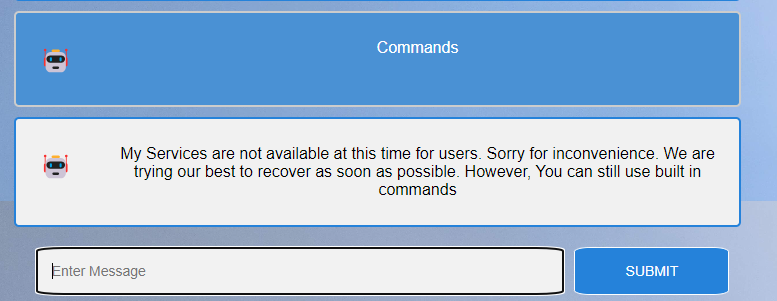 Commands
My Services are not available at this time for users. Sorry for inconvenience. We are
trying our best to recover as soon as possible. However, You can still use built in
commands
Enter Message
SUBMIT